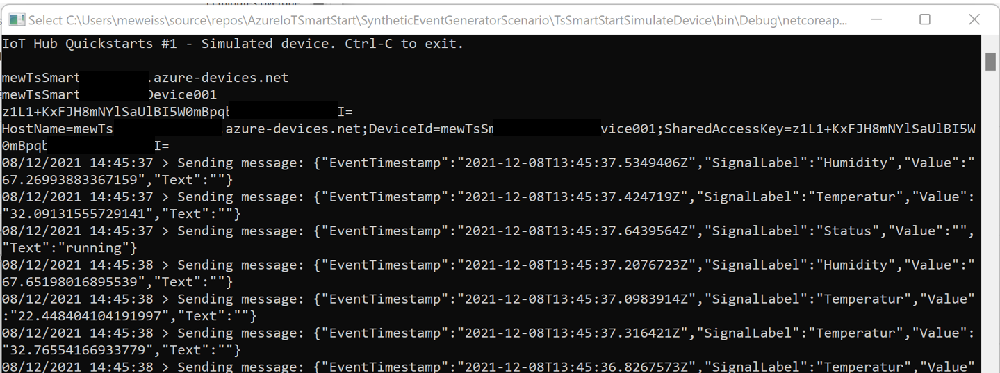 Select C:\Users\meweiss\source\repos\AzureIoTSmartStart\SyntheticEventGeneratorScenario\TsSmartStartSimulateDevice\bin\Debug\netcoreap...
IoT Hub Quickstarts #1 - Simulated device. Ctrl-C to exit.
mewTsSmart .azure-devices.net
mewTsSmart Device001
z1L1+KxFJH8mNYlSaUlBI5W0mBpqb I=
HostName=mewTs azure-devices.net;DeviceId=mewTsSm vice001;SharedAccessKey=z1L1+KxFJH8mNYlSaUlBI5W
0mBpqb I=
08/12/2021 14:45:37 > Sending message: {"EventTimestamp":"2021-12-08T13:45:37.5349406Z","SignalLabel":"Humidity","Value":"
67.26993883367159","Text":""}
08/12/2021 14:45:37 > Sending message: {"EventTimestamp":"2021-12-08T13:45:37.424719Z","SignalLabel":"Temperatur","Value":
"32.09131555729141","Text":""}
08/12/2021 14:45:37 > Sending message: {"EventTimestamp":"2021-12-08T13:45:37.6439564Z","SignalLabel":"Status","Value":"",
"Text":"running"}
08/12/2021 14:45:38 > Sending message: {"EventTimestamp":"2021-12-08T13:45:37.2076723Z","SignalLabel":"Humidity","Value":"
67.65198016895539","Text":""}
08/12/2021 14:45:38 > Sending message: {"EventTimestamp":"2021-12-08T13:45:37.0983914Z","SignalLabel":"Temperatur","Value"
:"22.448404104191997","Text":""}
08/12/2021 14:45:38 > Sending message: {"EventTimestamp":"2021-12-08T13:45:37.316421Z","SignalLabel":"Temperatur","Value":
"32.76554166933779","Text":""}
08/12/2021 14:45:38 > Sending message: {"EventTimestamp":"2021-12-08T13:45:36.8267573Z","SignalLabel":"Temperatur","Value"